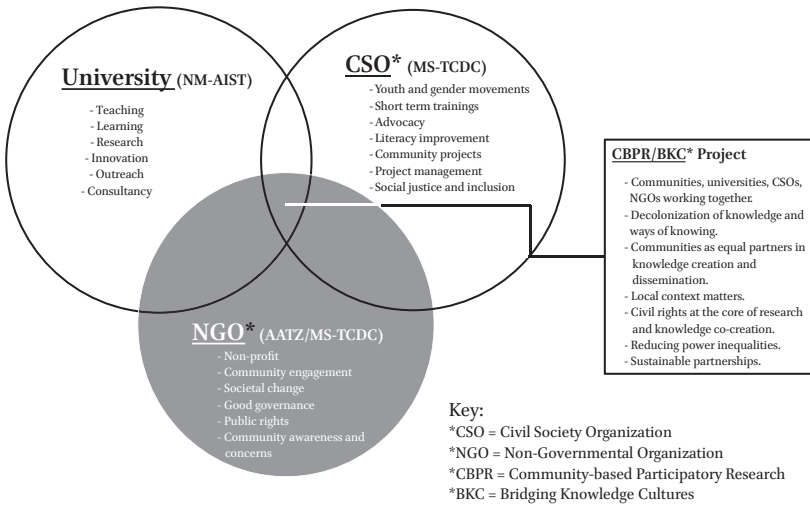 University (NM-AIST)
- Teaching
- Learning
- Research
- Innovation
- Outreach
- Consultancy
CSO* (MS-TCDC)
- Youth and gender movements
- Short term trainings
- Advocacy
- Literacy improvement
- Community projects
- Project management
- Social justice and inclusion
NGO* (AATZ/MS-TCDC)
- Non-profit
- Community engagement
- Societal change
- Good governance
- Public rights
- Community awareness and
concerns
CBPR/BKC* Project
- Communities, universities, CSOs,
NGOs working together.
- Decolonization of knowledge and
ways of knowing.
- Communities as equal partners in
knowledge creation and
dissemination.
- Local context matters.
- Civil rights at the core of research
and knowledge co-creation.
- Reducing power inequalities.
- Sustainable partnerships.
Key:
*CSO = Civil Society Organization
*NGO = Non-Governmental Organization
*CBPR = Community-based Participatory Research
*BKC = Bridging Knowledge Cultures